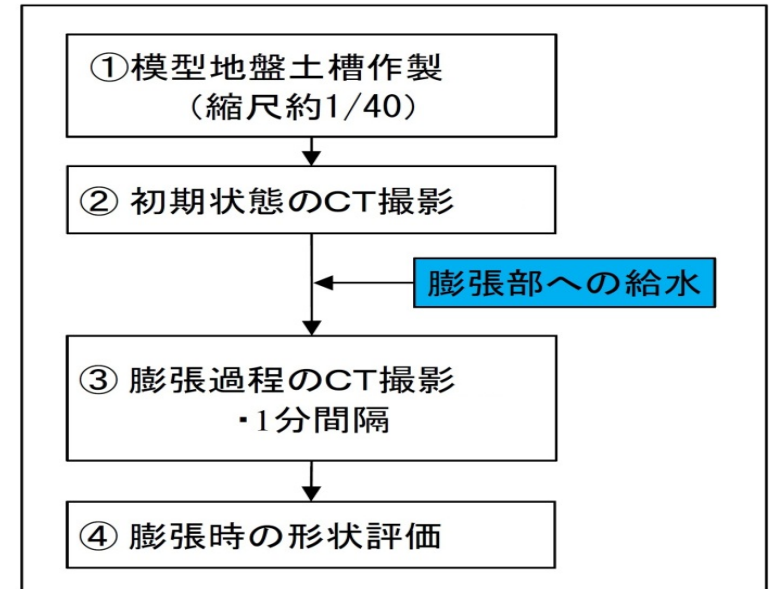 ①模型地盤土槽作製
（縮尺約1/40）
② 初期状態のCT撮影
膨張部への給水
③ 膨張過程のCT撮影
・1分間隔
④ 膨張時の形状評価